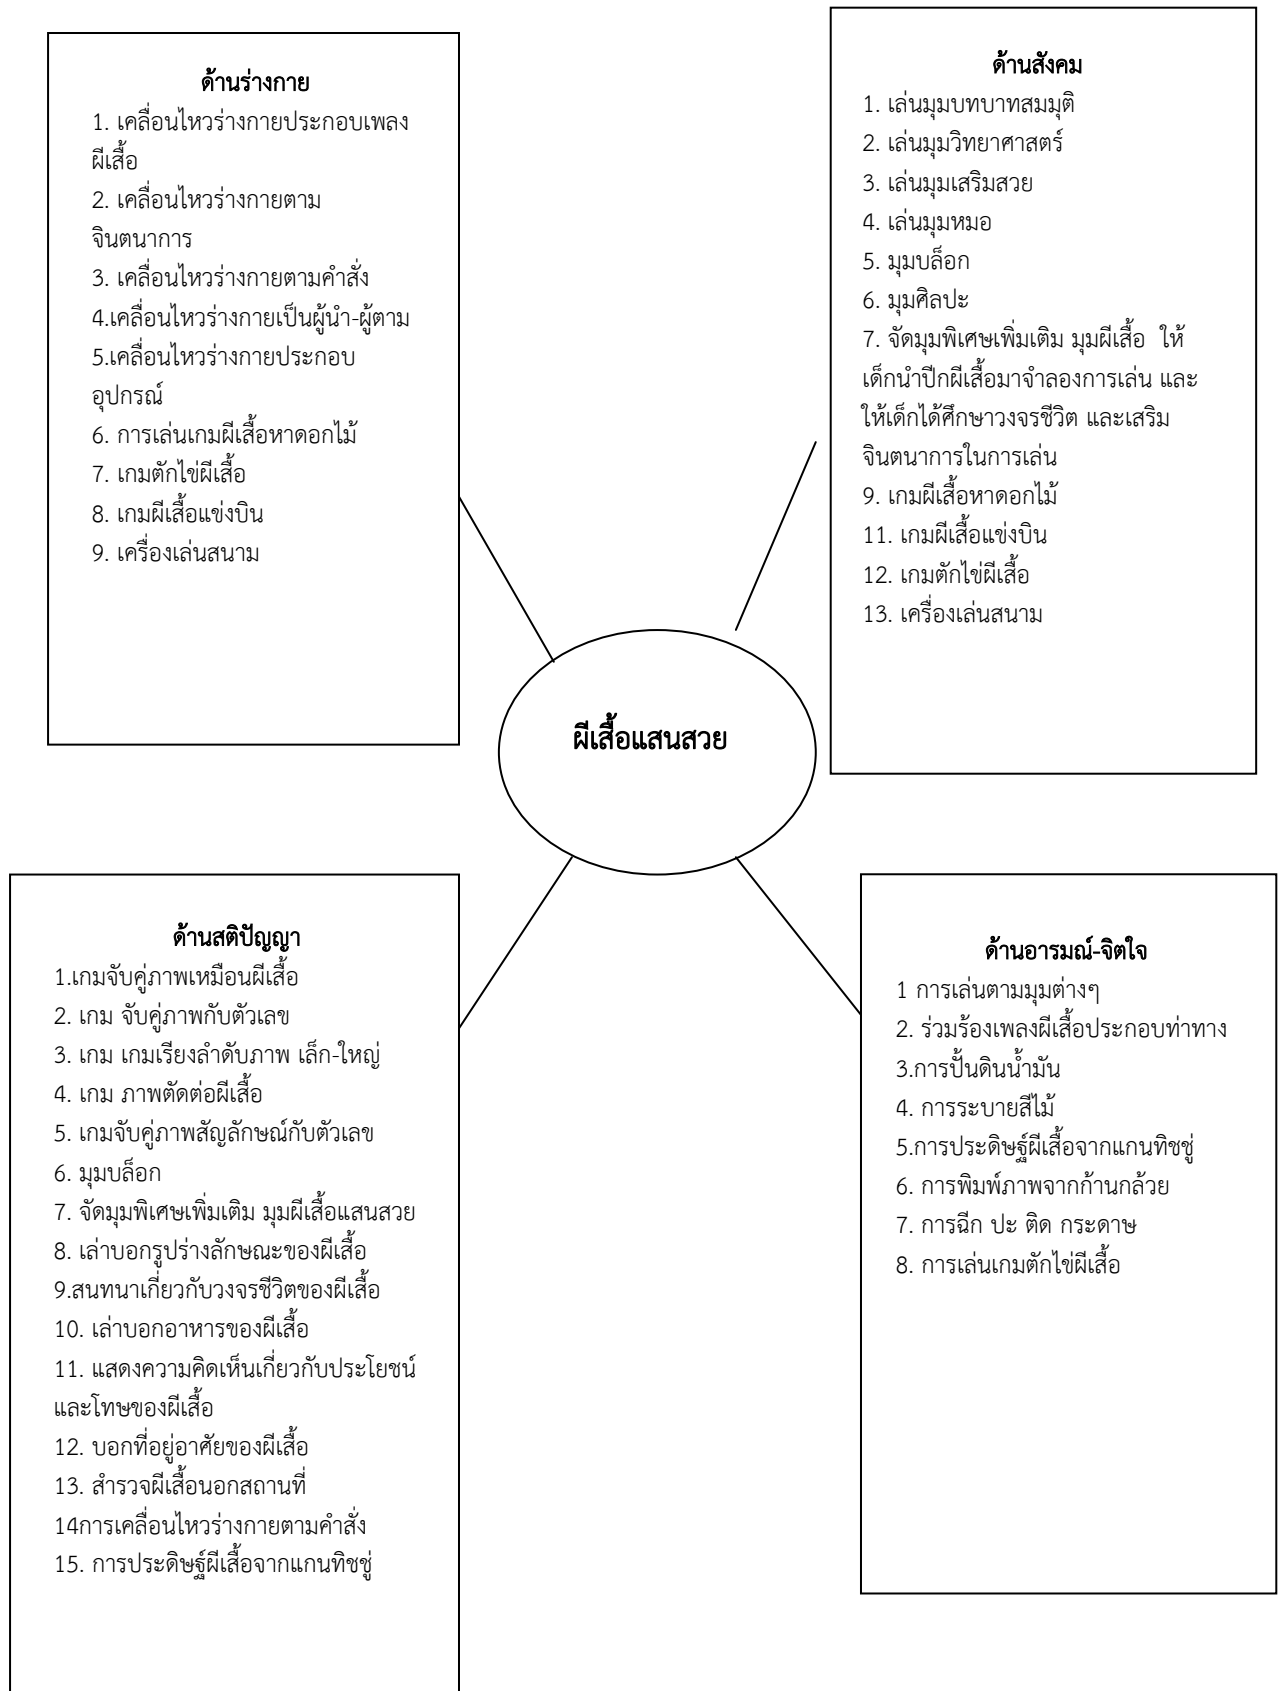 ด้านร่างกาย
1. เคลื่อนไหวร่างกายประกอบเพลง
ผีเสื้อ
2. เคลื่อนไหวร่างกายตาม
จินตนาการ
3. เคลื่อนไหวร่างกายตามคำสั่ง
4.เคลื่อนไหวร่างกายเป็นผู้นำ-ผู้ตาม
5.เคลื่อนไหวร่างกายประกอบ
อุปกรณ์
6. การเล่นเกมผีเสื้อหาดอกไม้
7. เกมตักไข่ผีเสื้อ
8. เกมผีเสื้อแข่งบิน
9. เครื่องเล่นสนาม
ด้านสังคม
1. เล่นมุมบทบาทสมมุติ
2. เล่นมุมวิทยาศาสตร์
3. เล่นมุมเสริมสวย
4. เล่นมุมหมอ
5. มุมบล็อก
6. มุมศิลปะ
7. จัดมุมพิเศษเพิ่มเติม มุมผีเสื้อ ให้
เด็กนำปีกผีเสื้อมาจำลองการเล่น และ
ให้เด็กได้ศึกษาวงจรชีวิต และเสริม
จินตนาการในการเล่น
9. เกมผีเสื้อหาดอกไม้
11. เกมผีเสื้อแข่งบิน
12. เกมตักไข่ผีเสื้อ
13. เครื่องเล่นสนาม
ผีเสื้อแสนสวย
ด้านสติปัญญา
1.เกมจับคู่ภาพเหมือนผีเสื้อ
2. เกม จับคู่ภาพกับตัวเลข
3. เกม เกมเรียงลำดับภาพ เล็ก-ใหญ่
4. เกม ภาพตัดต่อผีเสื้อ
5. เกมจับคู่ภาพสัญลักษณ์กับตัวเลข
6. มุมบล็อก
7. จัดมุมพิเศษเพิ่มเติม มุมผีเสื้อแสนสวย
8. เล่าบอกรูปร่างลักษณะของผีเสื้อ
9.สนทนาเกี่ยวกับวงจรชีวิตของผีเสื้อ
10. เล่าบอกอาหารของผีเสื้อ
11. แสดงความคิดเห็นเกี่ยวกับประโยชน์
และโทษของผีเสื้อ
12. บอกที่อยู่อาศัยของผีเสื้อ
13. สำรวจผีเสื้อนอกสถานที่
14การเคลื่อนไหวร่างกายตามคำสั่ง
15. การประดิษฐ์ผีเสื้อจากแกนทิชชู่
ด้านอารมณ์-จิตใจ
1 การเล่นตามมุมต่างๆ
2. ร่วมร้องเพลงผีเสื้อประกอบท่าทาง
3.การปั้นดินน้ำมัน
4. การระบายสีไม้
5.การประดิษฐ์ผีเสื้อจากแกนทิชชู่
6. การพิมพ์ภาพจากก้านกล้วย
7. การฉีก ปะ ติด กระดาษ
8. การเล่นเกมตักไข่ผีเสื้อ